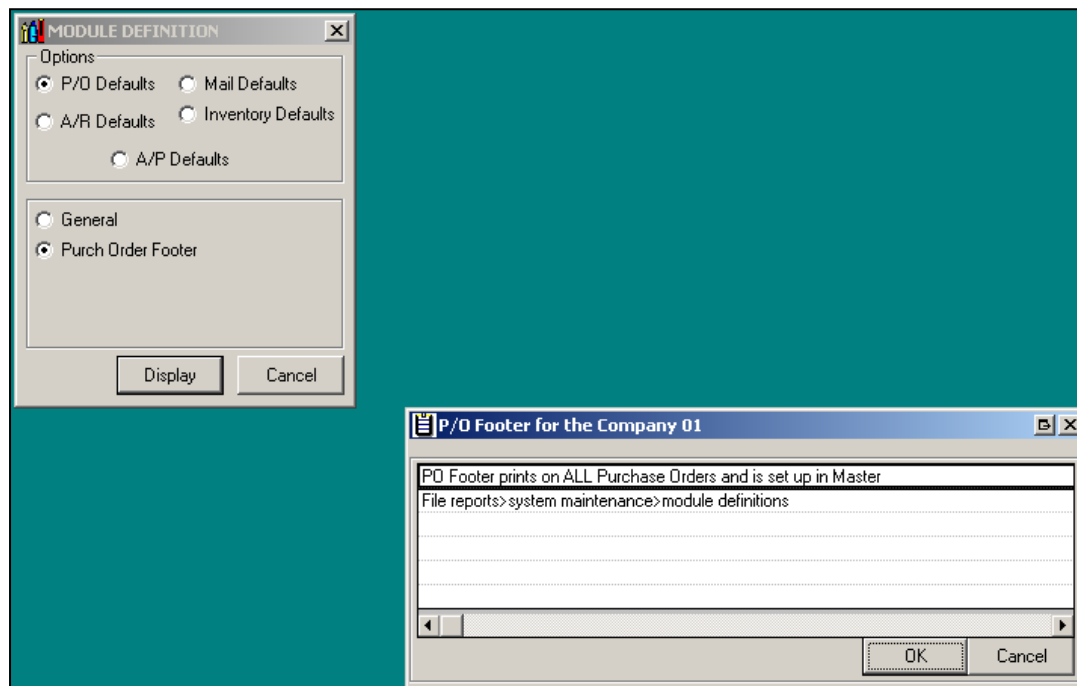 MODULE DEFINITION
Options
P/O Defaults Mail Defaults
A/R Defaults Inventory Defaults
A/P Defaults
General
Purch Order Footer
Display Cancel
P/O Footer for the Company 01
PO Footer prints on ALL Purchase Orders and is set up in Master
File reports>system maintenance>module definitions
OK Cancel